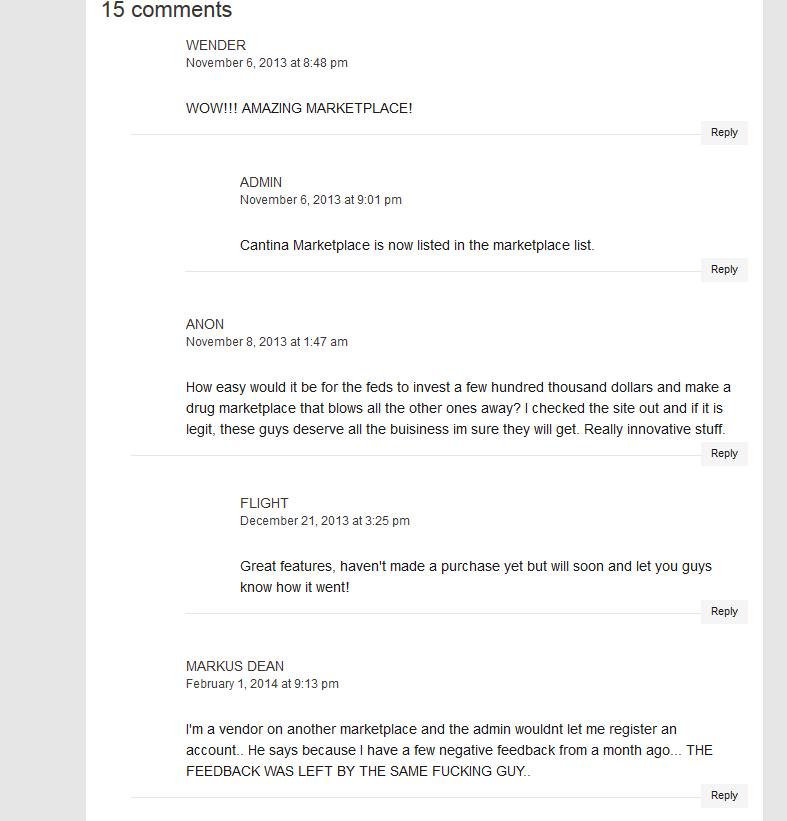 15 comments
WENDER
November 6, 2013 at 8:48 pm
WOW!!! AMAZING MARKETPLACE!
Reply
ADMIN
November 6, 2013 at 9:01 pm
Cantina Marketplace is now listed in the marketplace list.
Reply
ANON
November 8, 2013 at 1:47 am
How easy would it be for the feds to invest a few hundred thousand dollars and make a
drug marketplace that blows all the other ones away? I checked the site out and if it is
legit, these guys deserve all the buisiness im sure they will get. Really innovative stuff.
Reply
FLIGHT
December 21, 2013 at 3:25 pm
Great features, haven't made a purchase yet but will soon and let you guys
know how it went!
Reply
MARKUS DEAN
February 1, 2014 at 9:13 pm
I'm a vendor on another marketplace and the admin wouldnt let me register an
account.. He says because I have a few negative feedback from a month ago... THE
FEEDBACK WAS LEFT BY THE SAME FUCKING GUY..
Reply